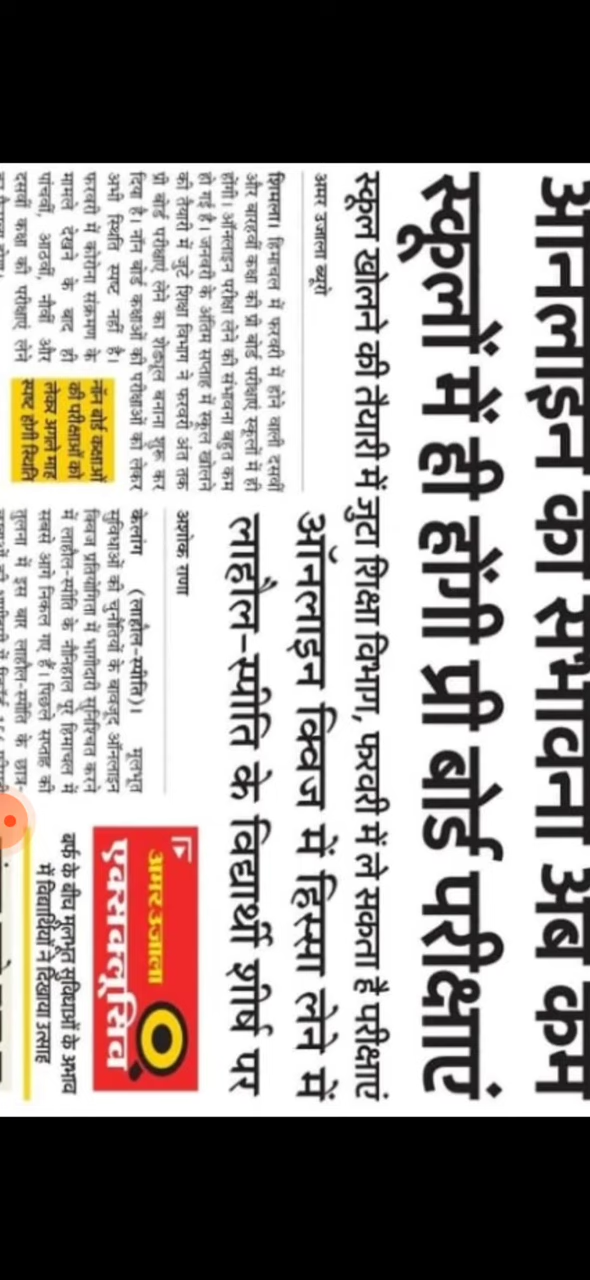 ऑनलाइन की संभावना अब कम
स्कूलों में ही होंगी प्री बोर्ड परीक्षाएं
स्कूल खोलने की तैयारी में जुटा शिक्षा विभाग, फरवरी में ले सकता है परीक्षाएं
अमर उजाला ब्यूरो
शिमला। हिमाचल में फरवरी में होने वाली दसवीं
और बारहवीं कक्षा की प्री बोर्ड परीक्षाएं स्कूलों में ही
होंगी। ऑनलाइन परीक्षा लेने की संभावना बहुत कम
हो गई है। जनवरी के अंतिम सप्ताह में स्कूल खोलने
की तैयारी में जुटे शिक्षा विभाग ने फरवरी अंत तक
प्री बोर्ड परीक्षाएं लेने का शेड्यूल बनाना शुरू कर
दिया है। नॉन बोर्ड कक्षाओं की परीक्षाओं को लेकर
अभी स्थिति स्पष्ट नहीं है।
फरवरी में कोरोना संक्रमण के
मामले देखने के बाद ही
पांचवीं, आठवीं, नौवीं और
दसवीं कक्षा की परीक्षाएं लेने
नॉन बोर्ड कक्षाओं
की परीक्षाओं को
लेकर अगले माह
स्पष्ट होगी स्थिति
ऑनलाइन क्विज में हिस्सा लेने में
लाहौल-स्पीति के विद्यार्थी शीर्ष पर
अशोक राणा
केलांग (लाहौल-स्पीति)। मूलभूत
सुविधाओं की चुनौतियों के बावजूद ऑनलाइन
क्विज प्रतियोगिता में भागीदारी सुनिश्चित करने
में लाहौल-स्पीति के नौनिहाल पूरे हिमाचल में
सबसे आगे निकल गए हैं। पिछले सप्ताह की
तुलना में इस बार लाहौल-स्पीति के छात्र-
अमर उजाला
एक्सक्लूसिव
बर्फ के बीच मूलभूत सुविधाओं के अभाव
में विद्यार्थियों ने दिखाया उत्साह